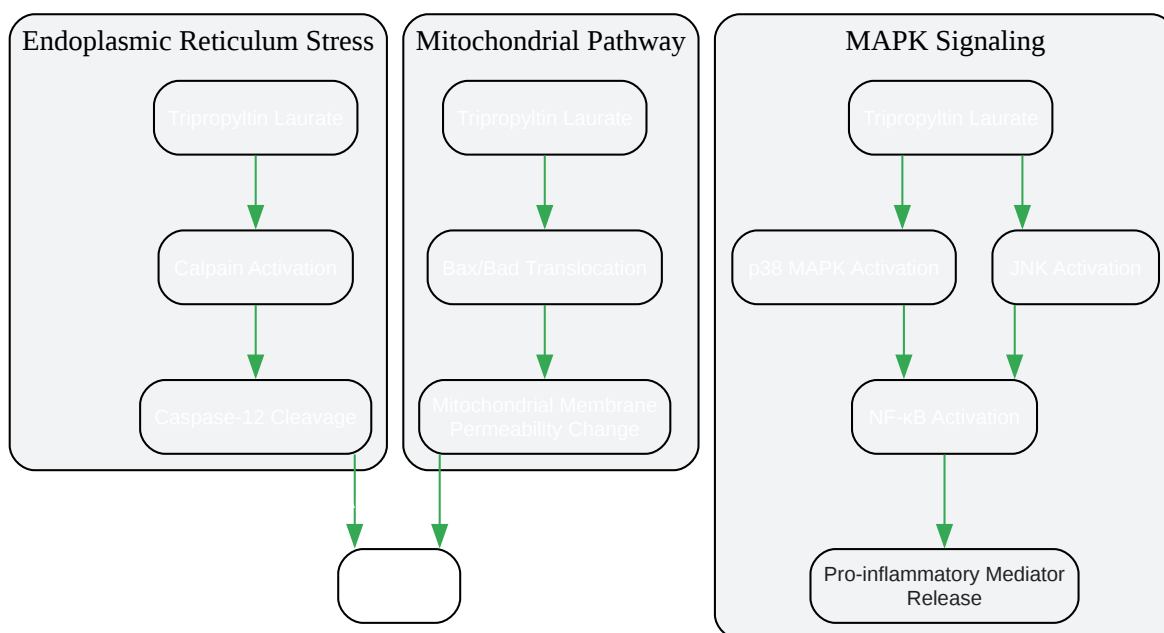 Endoplasmic Reticulum Stress
Tripropyltin Laurate
Calpain Activation
Caspase-12 Cleavage
Mitochondrial Pathway
Tripropyltin Laurate
Bax/Bad Translocation
Mitochondrial Membrane
Permeability Change
MAPK Signaling
Tripropyltin Laurate
p38 MAPK Activation
JNK Activation
NF-κB Activation
Pro-inflammatory Mediator
Release